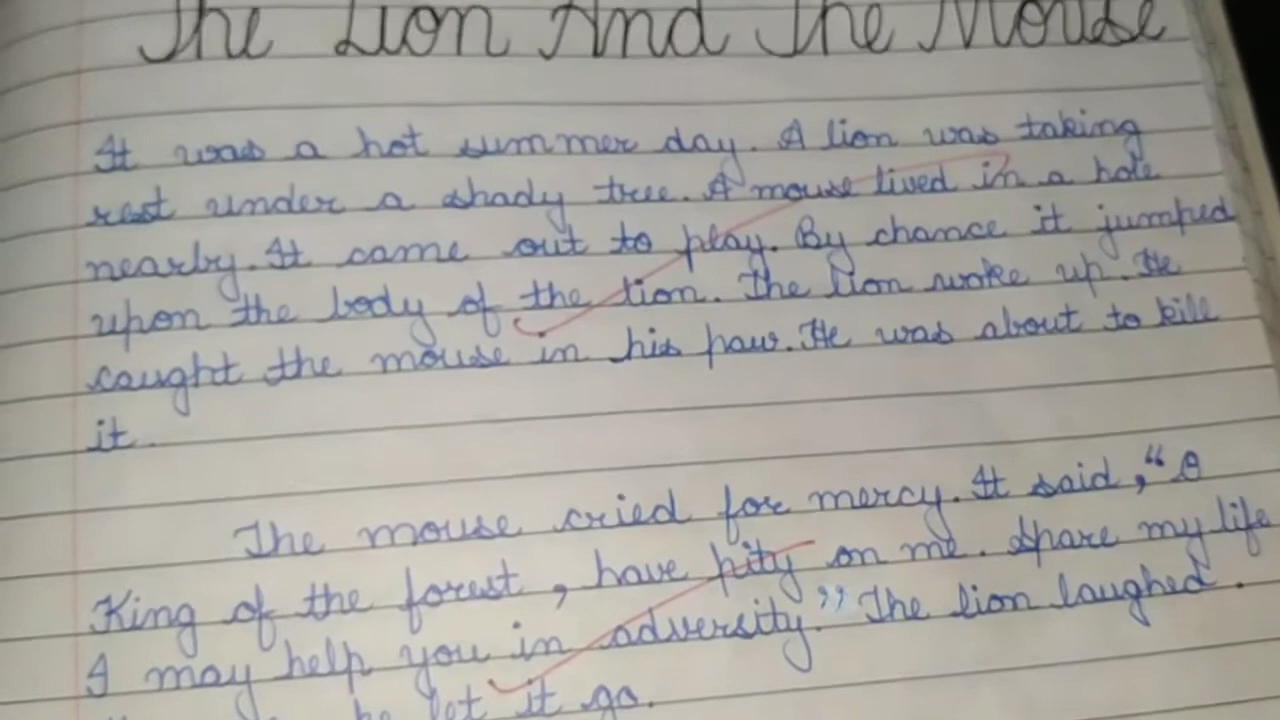 The Lion And The Mouse
It was a hot summer day. A lion was taking
rest under a shady tree. A mouse lived in a hole
nearby. It came out to play. By chance it jumped
upon the body of the lion. The lion woke up. He
caught the mouse in his paw. He was about to kill
it.
The mouse cried for mercy. It said, “O
King of the forest, have pity on me. Spare my life
I may help you in adversity.” The lion laughed.
he let it go.